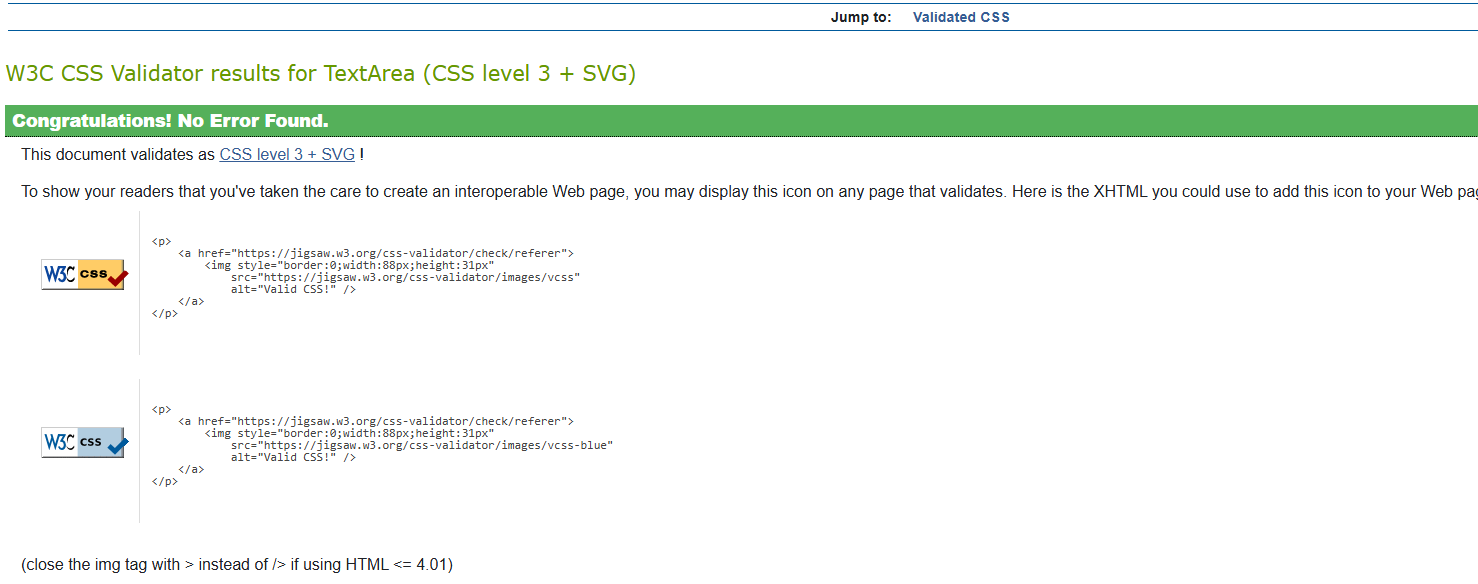 Jump to: Validated CSS
W3C CSS Validator results for TextArea (CSS level 3 + SVG)
Congratulations! No Error Found.
This document validates as CSS level 3 + SVG !
To show your readers that you've taken the care to create an interoperable Web page, you may display this icon on any page that validates. Here is the XHTML you could use to add this icon to your Web
W3C css
<p>
    <a href="https://jigsaw.w3.org/css-validator/check/referer">
        <img style="border:0;width:88px;height:31px"
            src="https://jigsaw.w3.org/css-validator/images/vcss"
            alt="Valid CSS!" />
    </a>
</p>
W3C css
<p>
    <a href="https://jigsaw.w3.org/css-validator/check/referer">
        <img style="border:0;width:88px;height:31px"
            src="https://jigsaw.w3.org/css-validator/images/vcss-blue"
            alt="Valid CSS!" />
    </a>
</p>
(close the img tag with > instead of /> if using HTML <= 4.01)